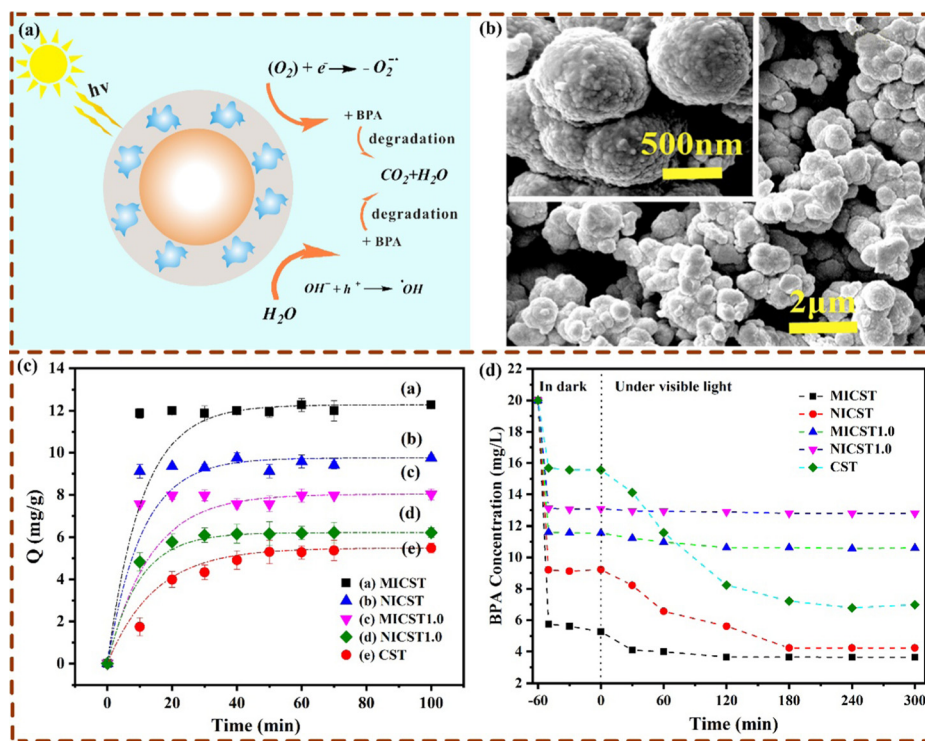 (a)
hν
(O2) + e- → - O2−•
+ BPA
degradation
CO2+H2O
degradation
+ BPA
OH− + h+ → •OH
H2O
(b)
500nm
2μm
(c)
14
12
10
8
6
4
2
0
Q (mg/g)
(a)
(b)
(c)
(d)
(e)
(a) MICST
(b) NICST
(c) MICST1.0
(d) NICST1.0
(e) CST
0 20 40 60 80 100
Time (min)
(d)
22
20
18
16
14
12
10
8
6
4
2
BPA Concentration (mg/L)
In dark Under visible light
MICST
NICST
MICST1.0
NICST1.0
CST
-60 0 60 120 180 240 300
Time (min)